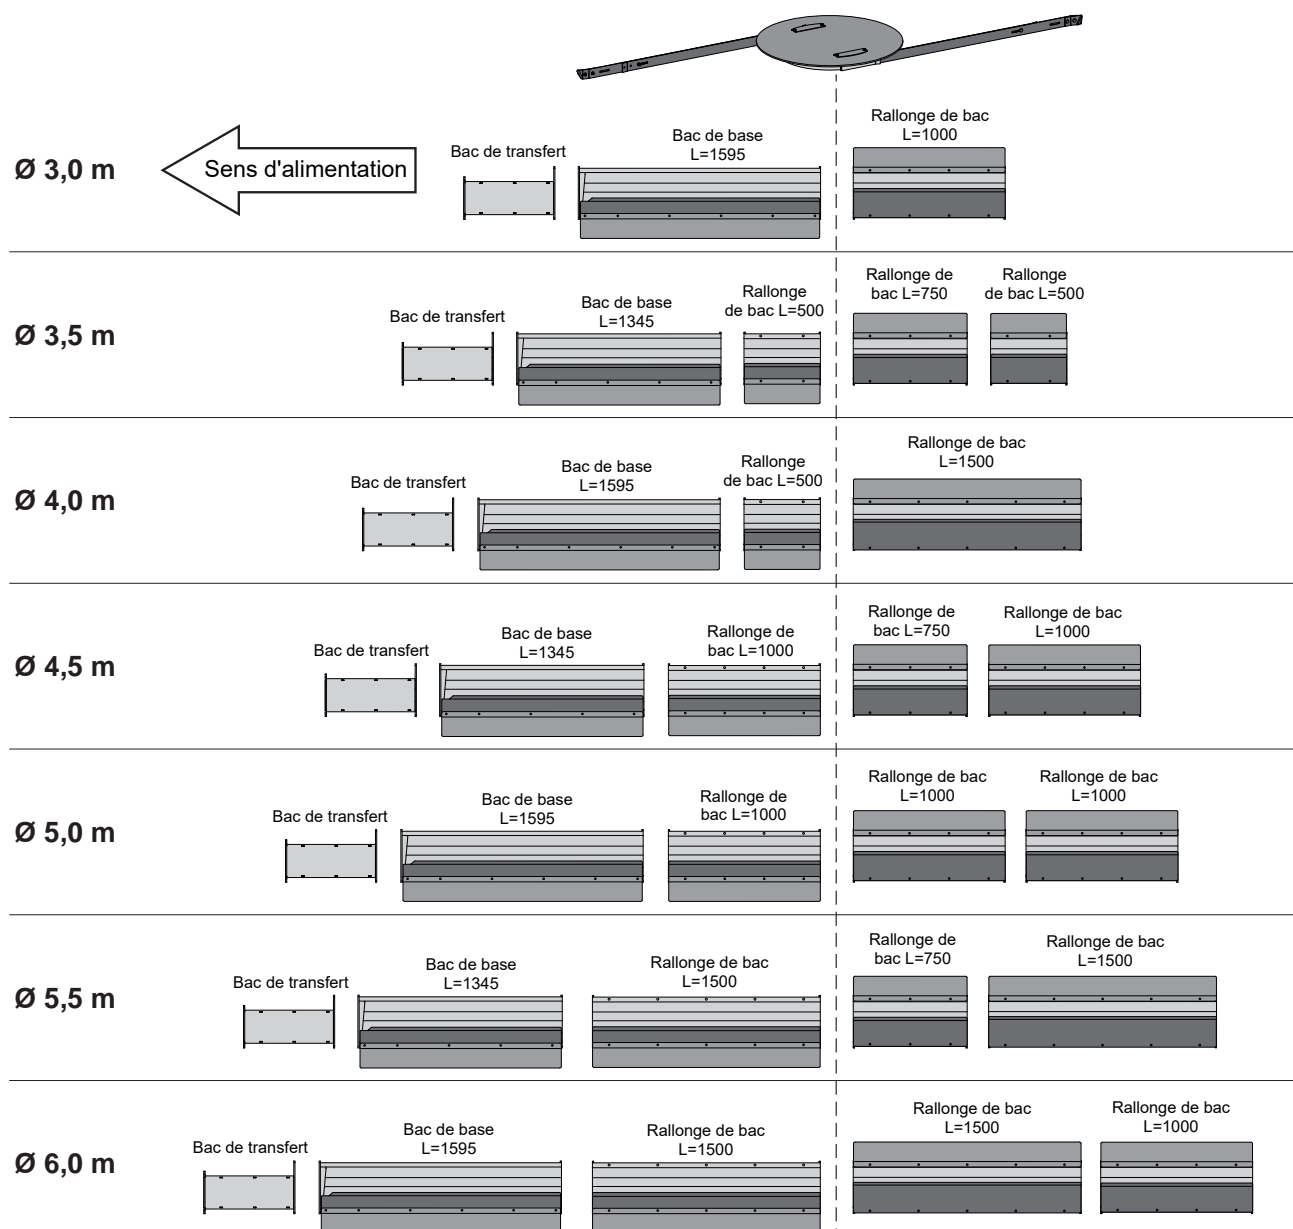 Ø 3,0 m
Sens d'alimentation
Bac de transfert
Bac de base
L=1595
Rallonge de bac
L=1000
Ø 3,5 m
Bac de transfert
Bac de base
L=1345
Rallonge
de bac L=500
Rallonge de
bac L=750
Rallonge
de bac L=500
Ø 4,0 m
Bac de transfert
Bac de base
L=1595
Rallonge
de bac L=500
Rallonge de bac
L=1500
Ø 4,5 m
Bac de transfert
Bac de base
L=1345
Rallonge de
bac L=1000
Rallonge de
bac L=750
Rallonge de bac
L=1000
Ø 5,0 m
Bac de transfert
Bac de base
L=1595
Rallonge de
bac L=1000
Rallonge de bac
L=1000
Rallonge de bac
L=1000
Ø 5,5 m
Bac de transfert
Bac de base
L=1345
Rallonge de bac
L=1500
Rallonge de
bac L=750
Rallonge de bac
L=1500
Ø 6,0 m
Bac de transfert
Bac de base
L=1595
Rallonge de bac
L=1500
Rallonge de bac
L=1500
Rallonge de bac
L=1000